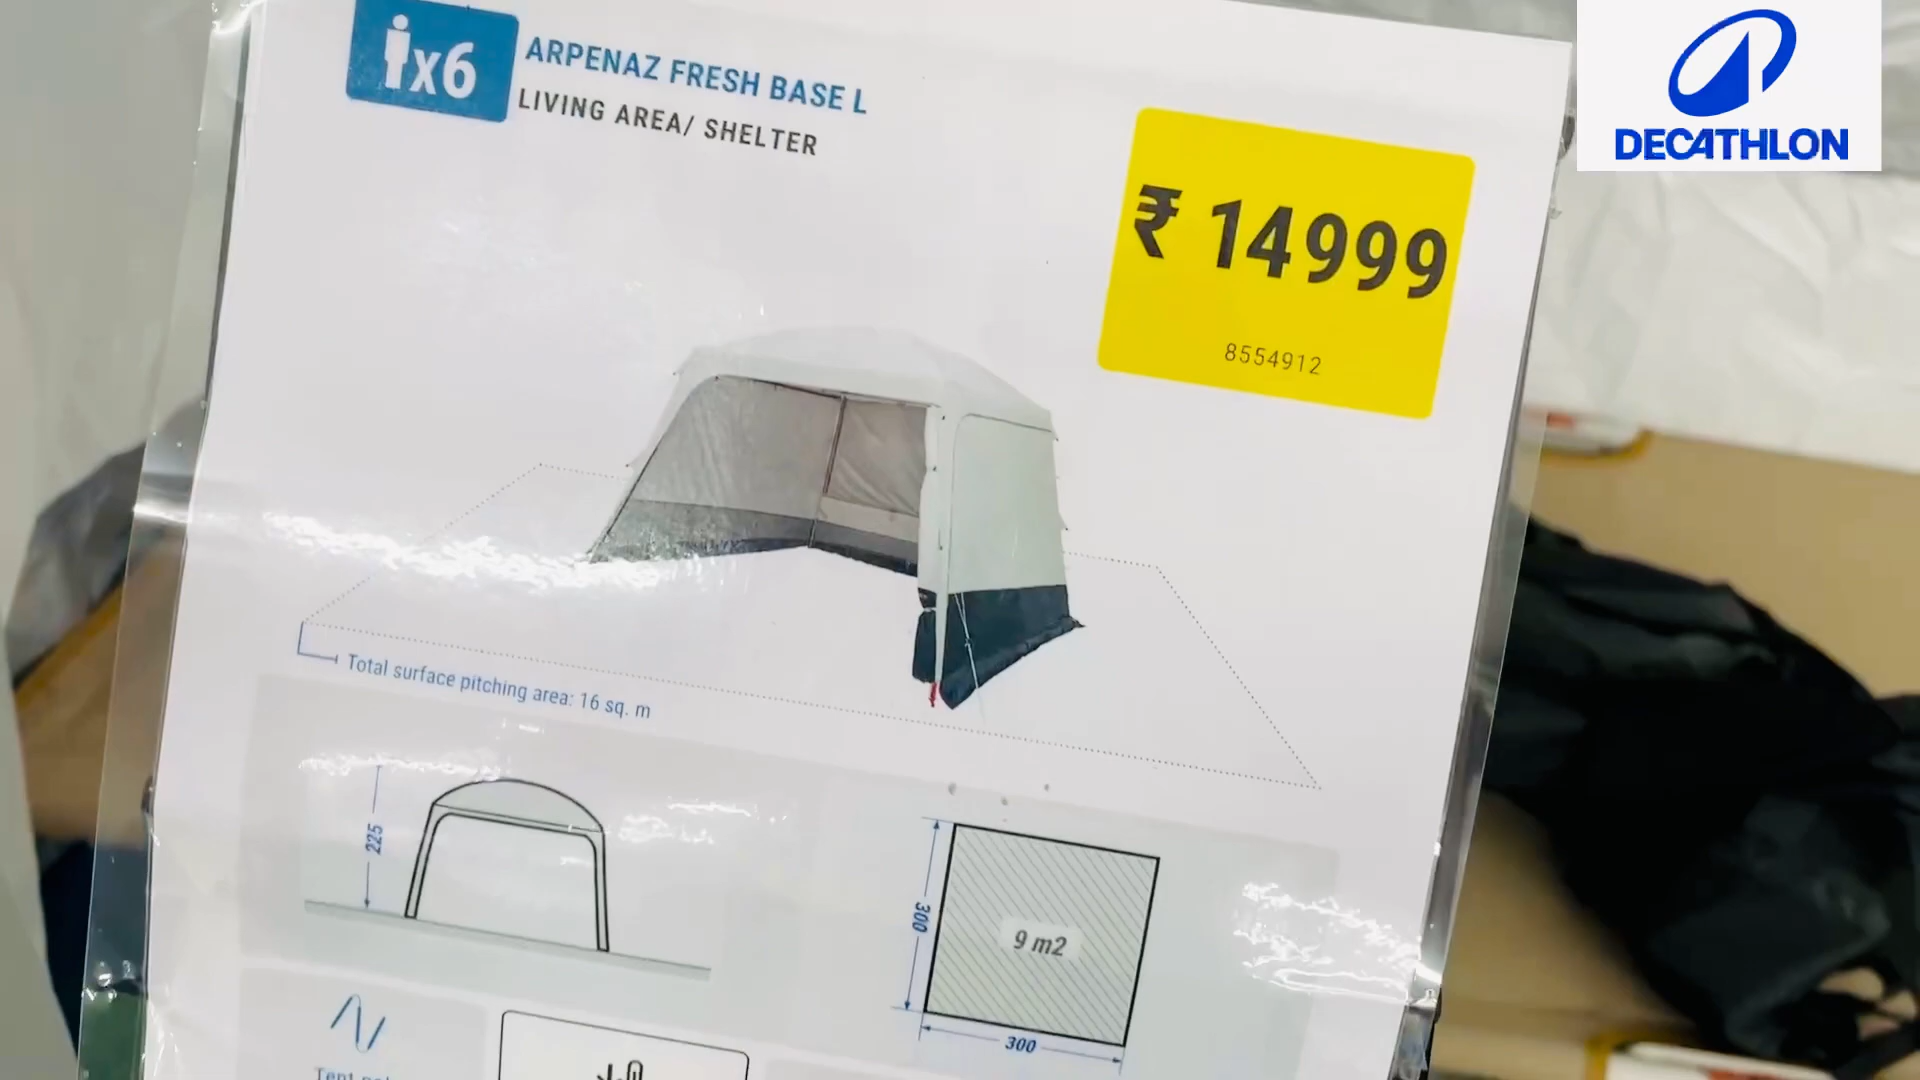 x6
ARPENAZ FRESH BASE L
LIVING AREA/ SHELTER
DECATHLON
₹ 14999
8554912
Total surface pitching area: 16 sq. m
225
300
9 m2
300
Tent